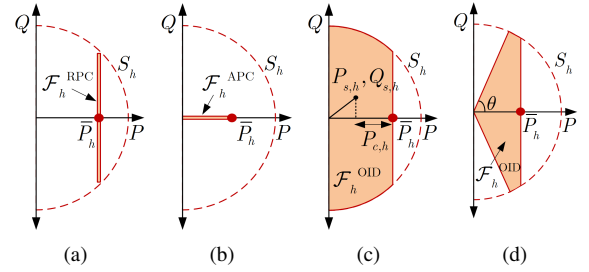 Q
S_h
F_h^RPC
P̅_h
P
(a)
Q
S_h
F_h^APC
P̅_h
P
(b)
Q
S_h
P_{s,h}, Q_{s,h}
P_{c,h}
P̅_h
P
F_h^OID
(c)
Q
S_h
θ
P̅_h
P
F_h^OID
(d)